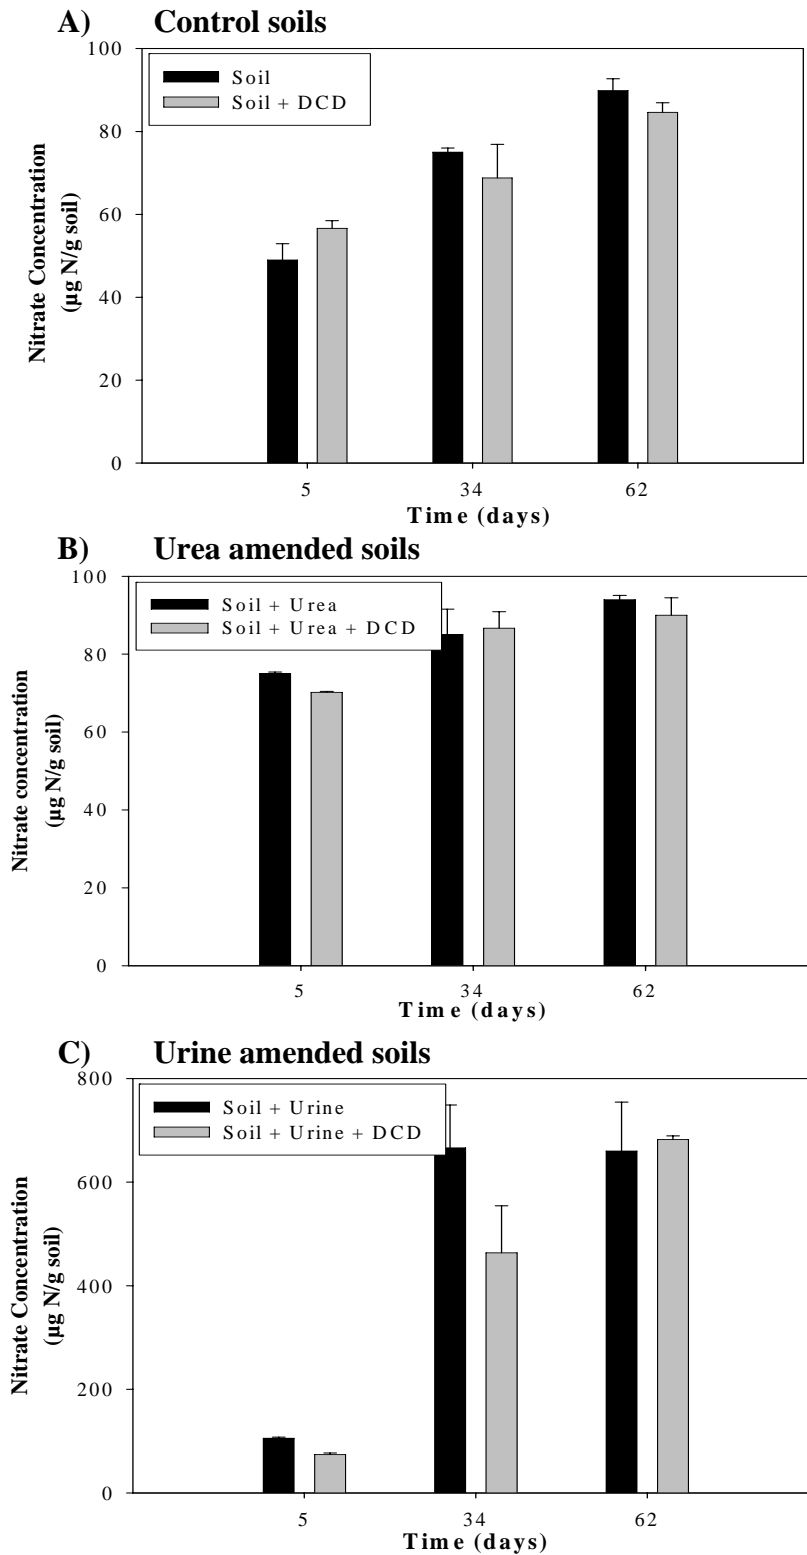 A) Control soils
100
80
60
40
20
0
Nitrate Concentration
(µg N/g soil)
Soil
Soil + DCD
5 34 62
Time (days)
B) Urea amended soils
100
80
60
40
20
0
Nitrate concentration
(µg N/g soil)
Soil + Urea
Soil + Urea + DCD
5 34 62
Time (days)
C) Urine amended soils
800
600
400
200
0
Nitrate Concentration
(µg N/g soil)
Soil + Urine
Soil + Urine + DCD
5 34 62
Time (days)